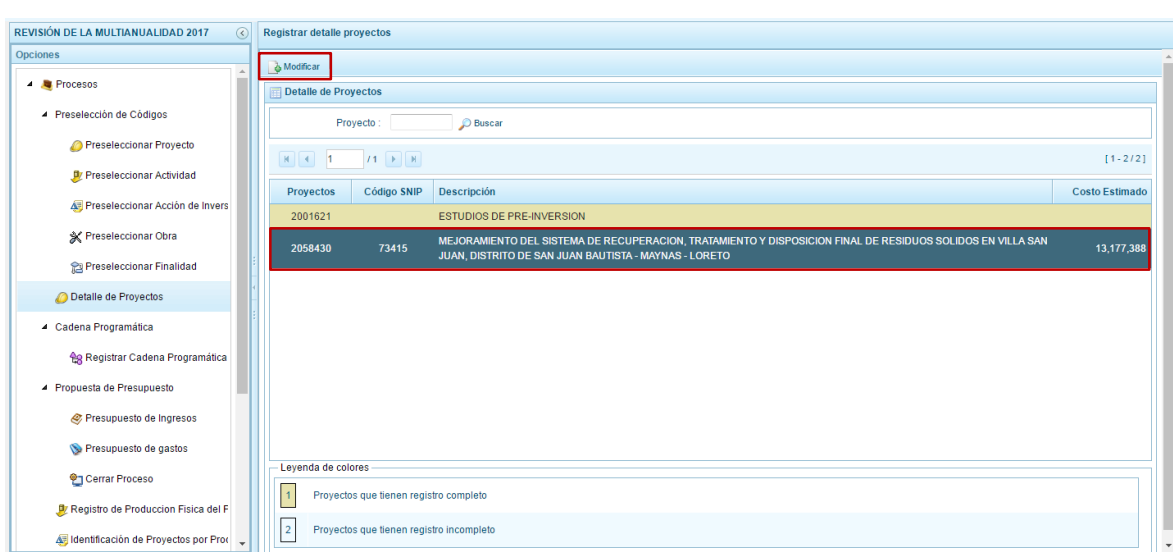 REVISIÓN DE LA MULTIANUALIDAD 2017
Opciones
Procesos
Preselección de Códigos
Preseleccionar Proyecto
Preseleccionar Actividad
Preseleccionar Acción de Invers
Preseleccionar Obra
Preseleccionar Finalidad
Detalle de Proyectos
Cadena Programática
Registrar Cadena Programática
Propuesta de Presupuesto
Presupuesto de Ingresos
Presupuesto de gastos
Cerrar Proceso
Registro de Produccion Fisica del F
Identificación de Proyectos por Proc
Registrar detalle proyectos
Modificar
Detalle de Proyectos
Proyecto : Buscar
1 / 1 [ 1 - 2 / 2 ]
Proyectos Código SNIP Descripción Costo Estimado
2001621 ESTUDIOS DE PRE-INVERSION
2058430 73415 MEJORAMIENTO DEL SISTEMA DE RECUPERACION, TRATAMIENTO Y DISPOSICION FINAL DE RESIDUOS SOLIDOS EN VILLA SAN 13,177,388
JUAN, DISTRITO DE SAN JUAN BAUTISTA - MAYNAS - LORETO
Leyenda de colores
1 Proyectos que tienen registro completo
2 Proyectos que tienen registro incompleto